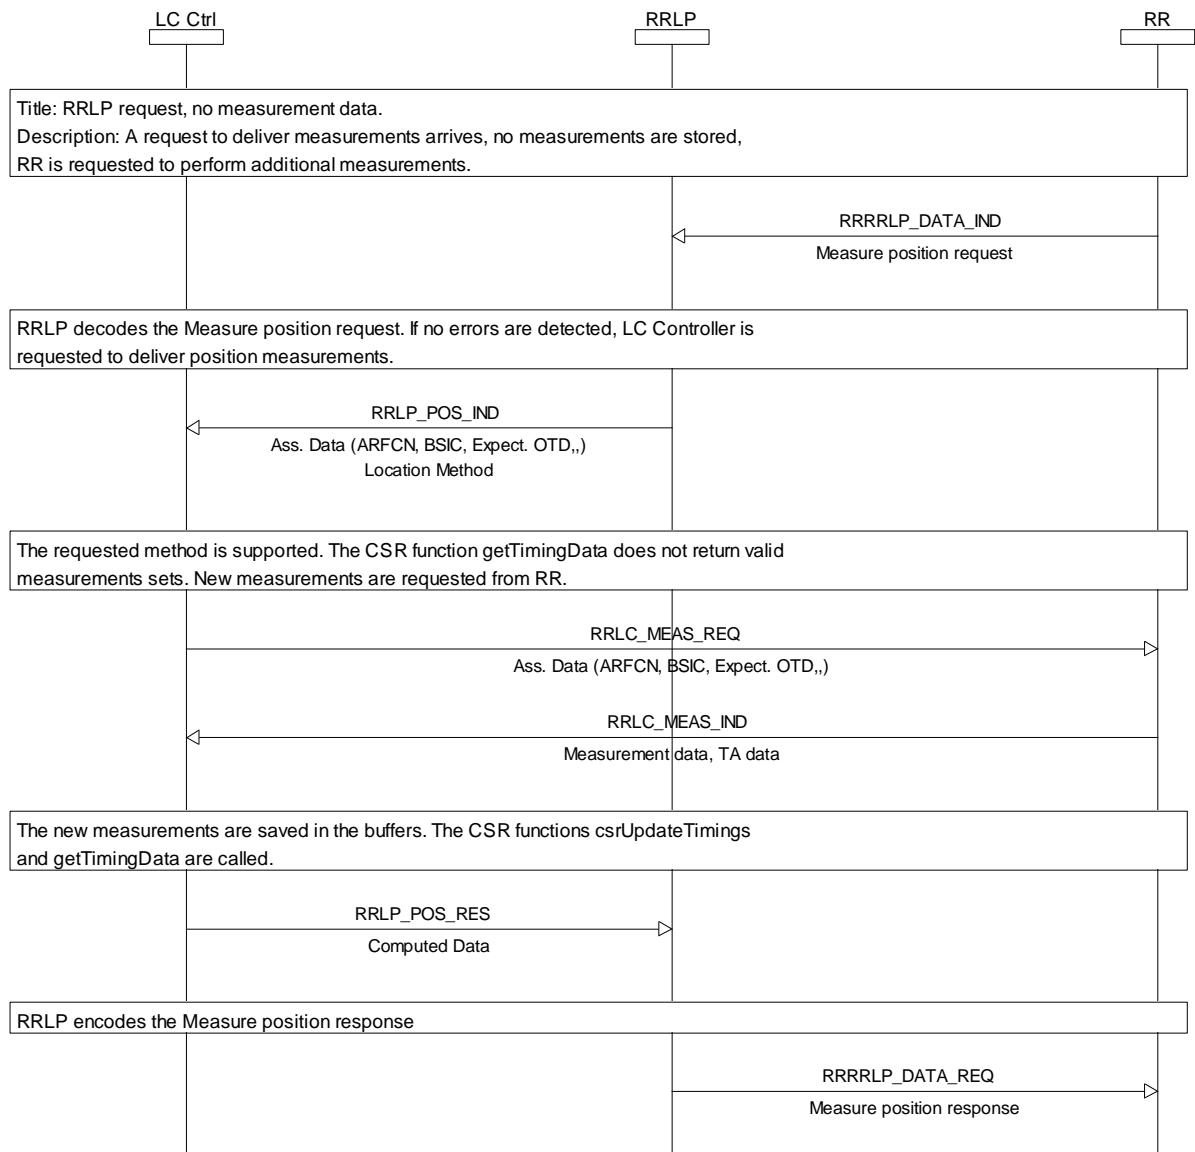 LC Ctrl
RRLP
RR
Title: RRLP request, no measurement data.
Description: A request to deliver measurements arrives, no measurements are stored,
RR is requested to perform additional measurements.
RRRRLP_DATA_IND
Measure position request
RRLP decodes the Measure position request. If no errors are detected, LC Controller is
requested to deliver position measurements.
RRLP_POS_IND
Ass. Data (ARFCN, BSIC, Expect. OTD,,)
Location Method
The requested method is supported. The CSR function getTimingData does not return valid
measurements sets. New measurements are requested from RR.
RRLC_MEAS_REQ
Ass. Data (ARFCN, BSIC, Expect. OTD,,)
RRLC_MEAS_IND
Measurement data, TA data
The new measurements are saved in the buffers. The CSR functions csrUpdateTimings
and getTimingData are called.
RRLP_POS_RES
Computed Data
RRLP encodes the Measure position response
RRRRLP_DATA_REQ
Measure position response